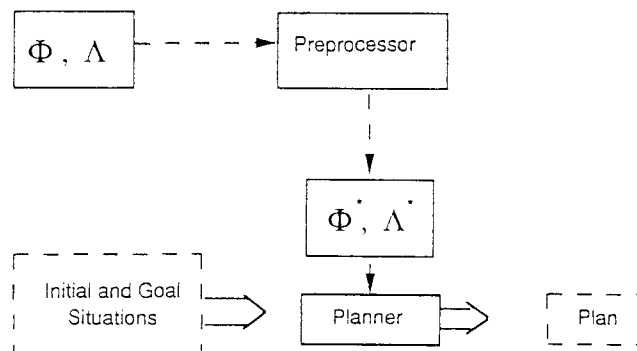 Φ , Λ
Preprocessor
Φ*, Λ*
Initial and Goal
Situations
Planner
Plan